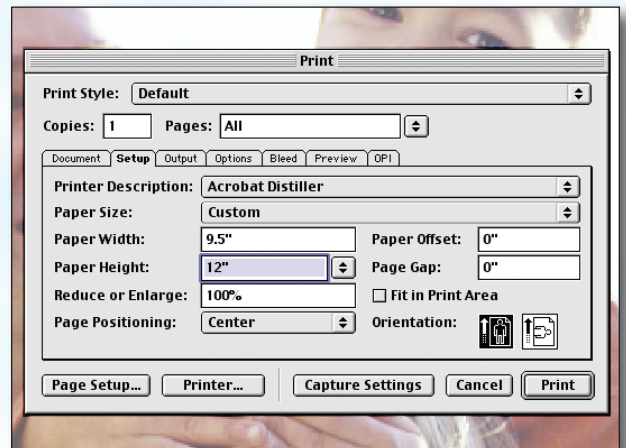 Print
Print Style: Default
Copies: 1 Pages: All
Document Setup Output Options Bleed Preview OPI
Printer Description: Acrobat Distiller
Paper Size: Custom
Paper Width: 9.5" Paper Offset: 0"
Paper Height: 12" Page Gap: 0"
Reduce or Enlarge: 100% Fit in Print Area
Page Positioning: Center Orientation:
Page Setup... Printer... Capture Settings Cancel Print